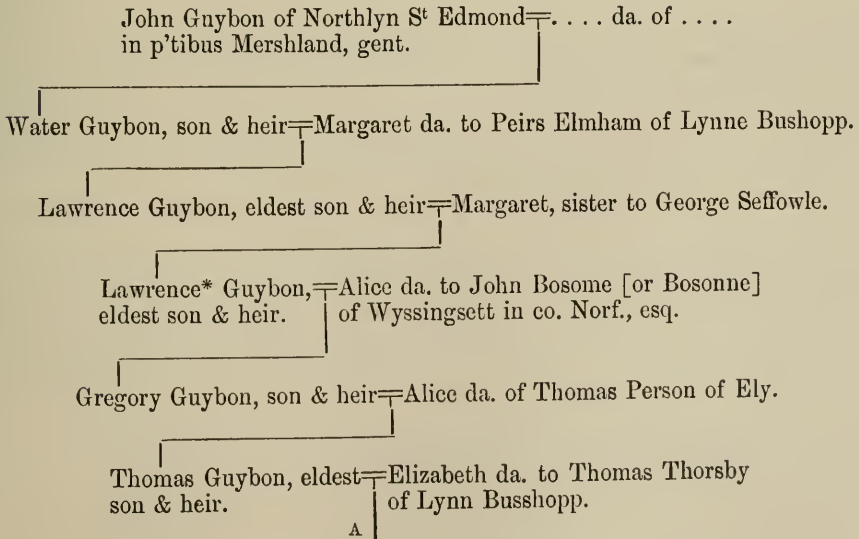 John Guybon of Northlyn Sᵗ Edmond=. . . . da. of . . . .
in p'tibus Mershland, gent.
Water Guybon, son & heir=Margaret da. to Peirs Elmham of Lynne Bushopp.
Lawrence Guybon, eldest son & heir=Margaret, sister to George Seffowle.
Lawrence* Guybon,=Alice da. to John Bosome [or Bosonne]
eldest son & heir. of Wyssingsett in co. Norf., esq.
Gregory Guybon, son & heir=Alice da. of Thomas Person of Ely.
Thomas Guybon, eldest=Elizabeth da. to Thomas Thorsby
son & heir. of Lynn Busshopp.
A